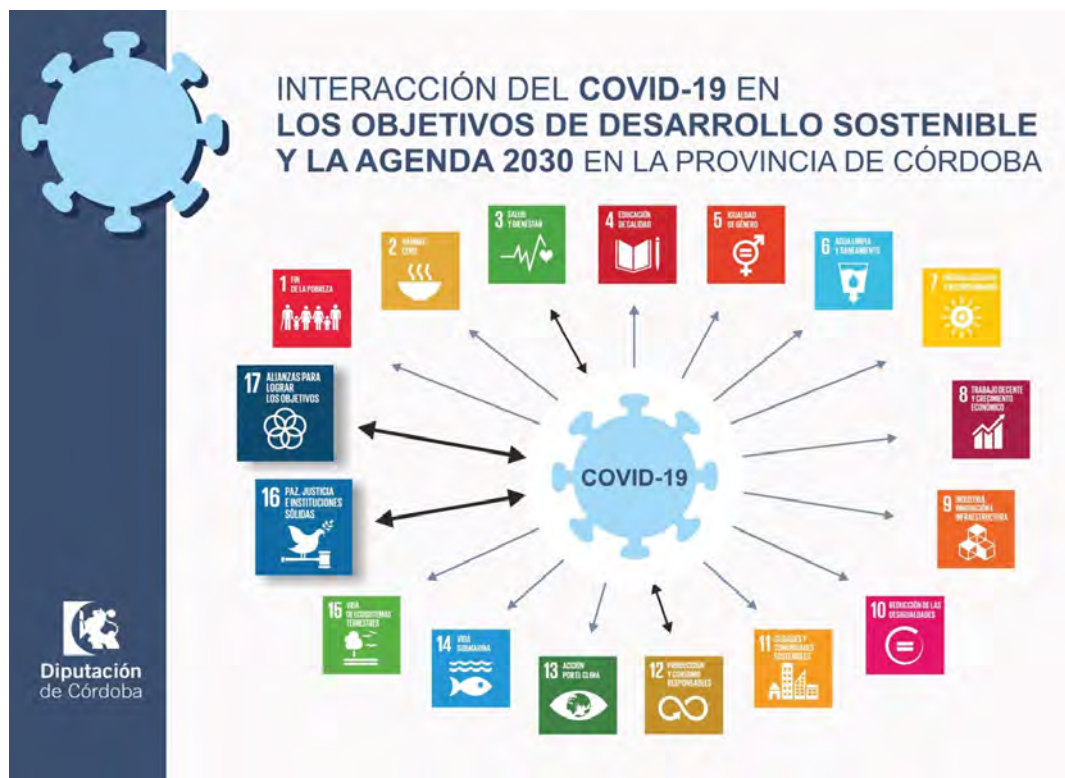 INTERACCIÓN DEL COVID-19 EN
LOS OBJETIVOS DE DESARROLLO SOSTENIBLE
Y LA AGENDA 2030 EN LA PROVINCIA DE CÓRDOBA
1 FIN
DE LA POBREZA
2 HAMBRE
CERO
3 SALUD
Y BIENESTAR
4 EDUCACIÓN
DE CALIDAD
5 IGUALDAD
DE GÉNERO
6 AGUA LIMPIA
Y SANEAMIENTO
7
8 TRABAJO DECENTE
Y CRECIMIENTO
ECONÓMICO
9 INDUSTRIA,
INNOVACIÓN E
INFRAESTRUCTURA
10 REDUCCIÓN DE LAS
DESIGUALDADES
11 CIUDADES Y
COMUNIDADES
SOSTENIBLES
12 PRODUCCIÓN
Y CONSUMO
RESPONSABLES
13 ACCIÓN
POR EL CLIMA
14 VIDA
SUBMARINA
15 VIDA
DE ECOSISTEMAS
TERRESTRES
16 PAZ, JUSTICIA
E INSTITUCIONES
SÓLIDAS
17 ALIANZAS PARA
LOGRAR
LOS OBJETIVOS
COVID-19
Diputación
de Córdoba